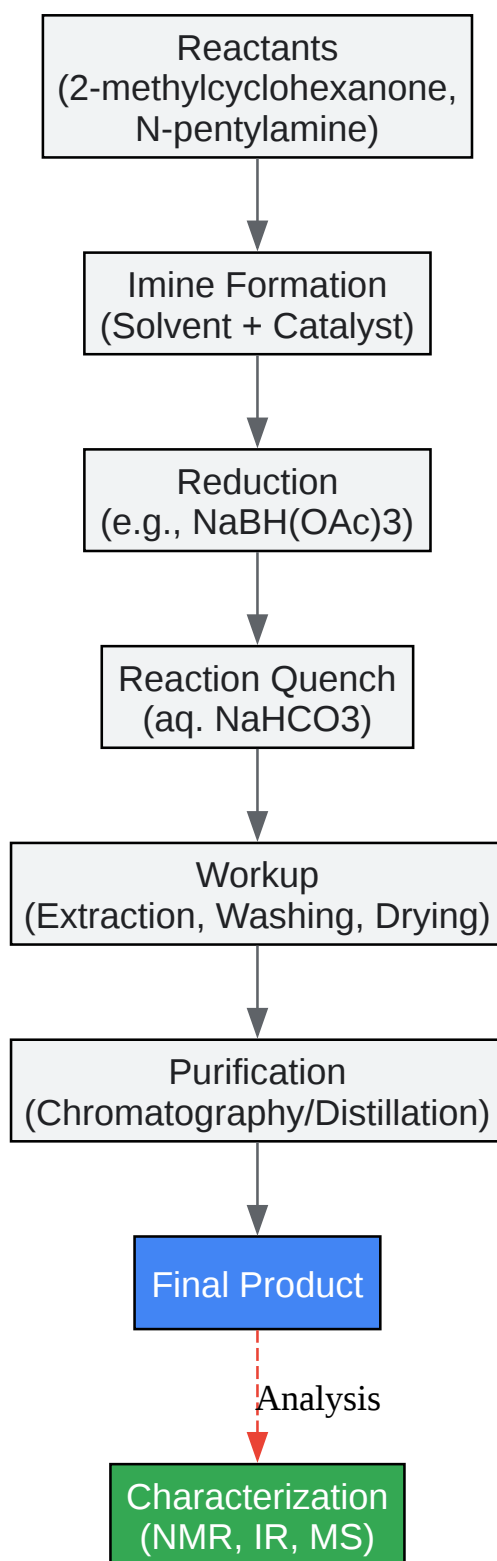 Reactants
(2-methylcyclohexanone,
N-pentylamine)
Imine Formation
(Solvent + Catalyst)
Reduction
(e.g., NaBH(OAc)3)
Reaction Quench
(aq. NaHCO3)
Workup
(Extraction, Washing, Drying)
Purification
(Chromatography/Distillation)
Final Product
Analysis
Characterization
(NMR, IR, MS)